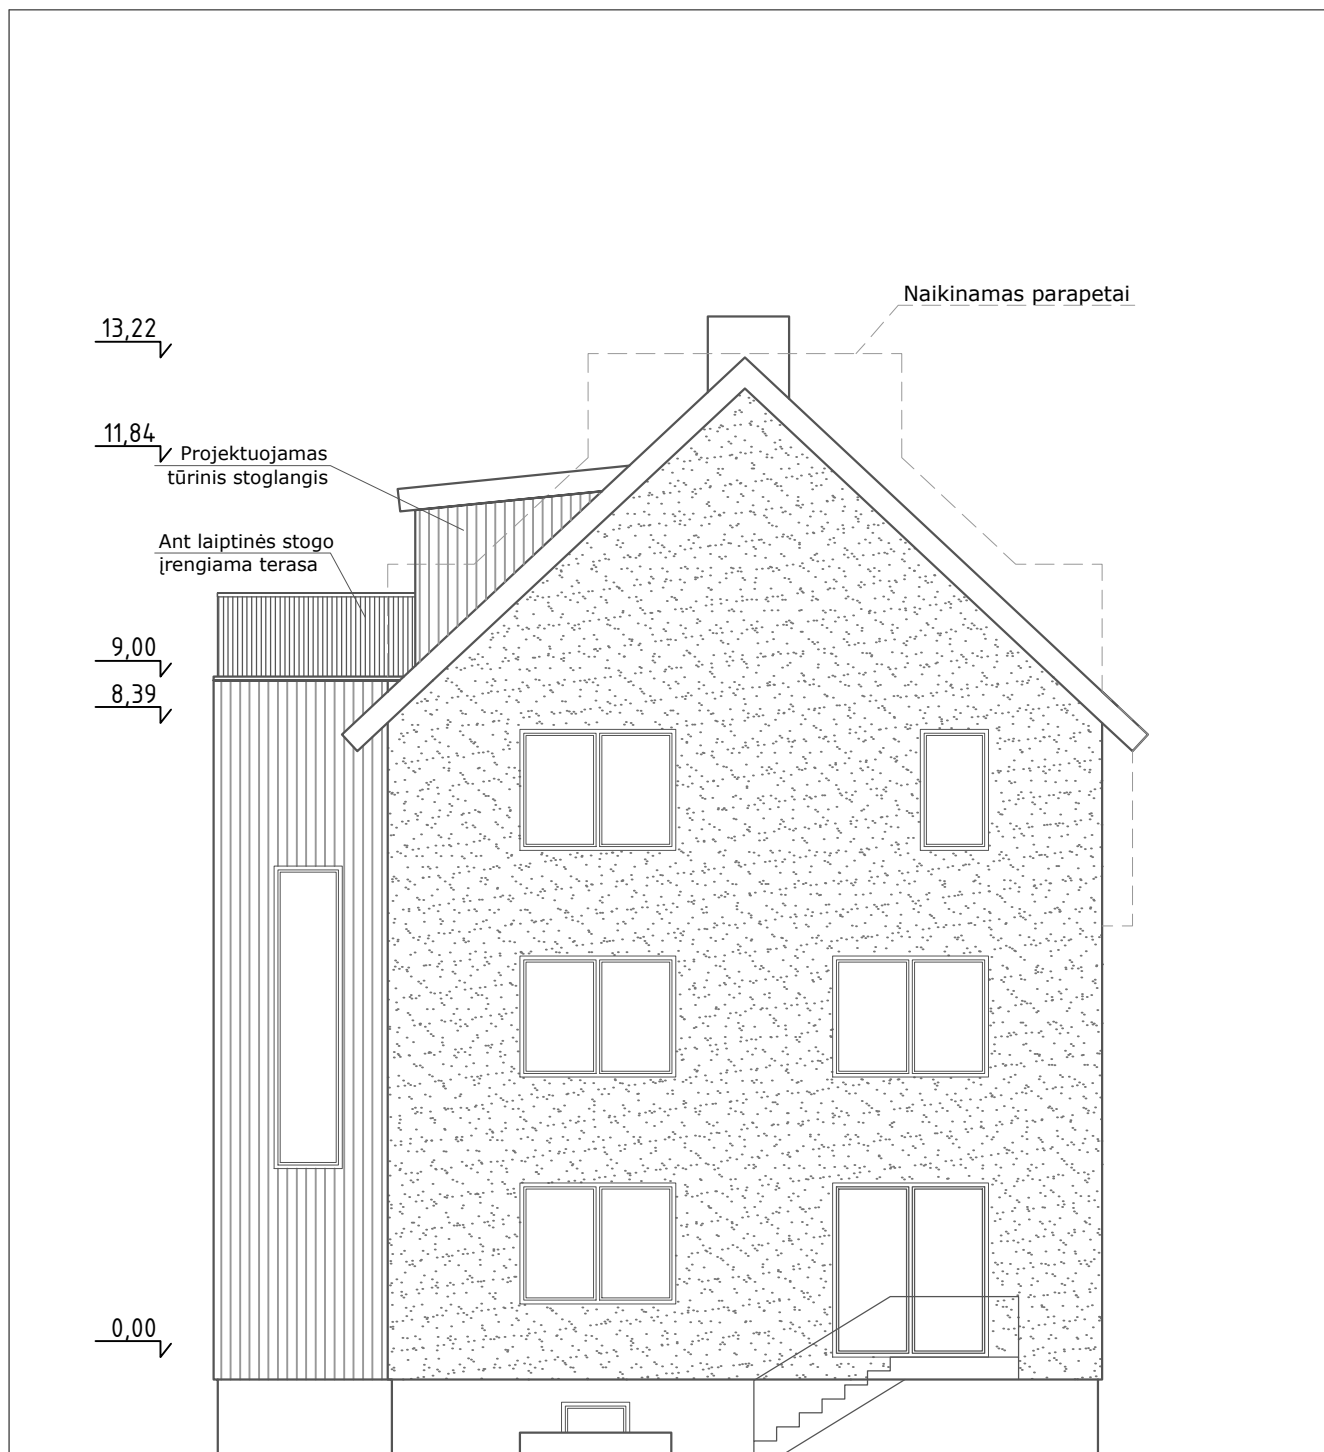 Naikinamas parapetai
13,22
11,84
Projektuojamas
tūrinis stoglangis
Ant laiptinės stogo
įrengiama terasa
9,00
8,39
0,00